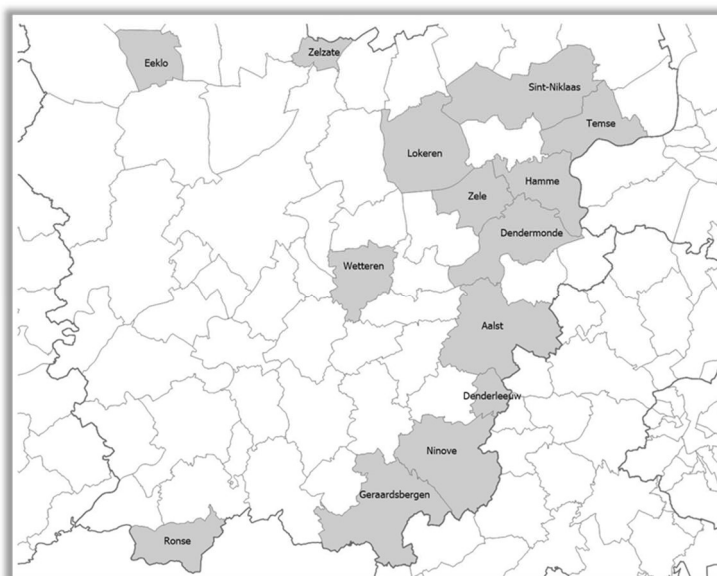 Zelzate
Eeklo
Sint-Niklaas
Temse
Lokeren
Hamme
Zele
Dendermonde
Wetteren
Aalst
Denderleeuw
Ninove
Geraardsbergen
Ronse